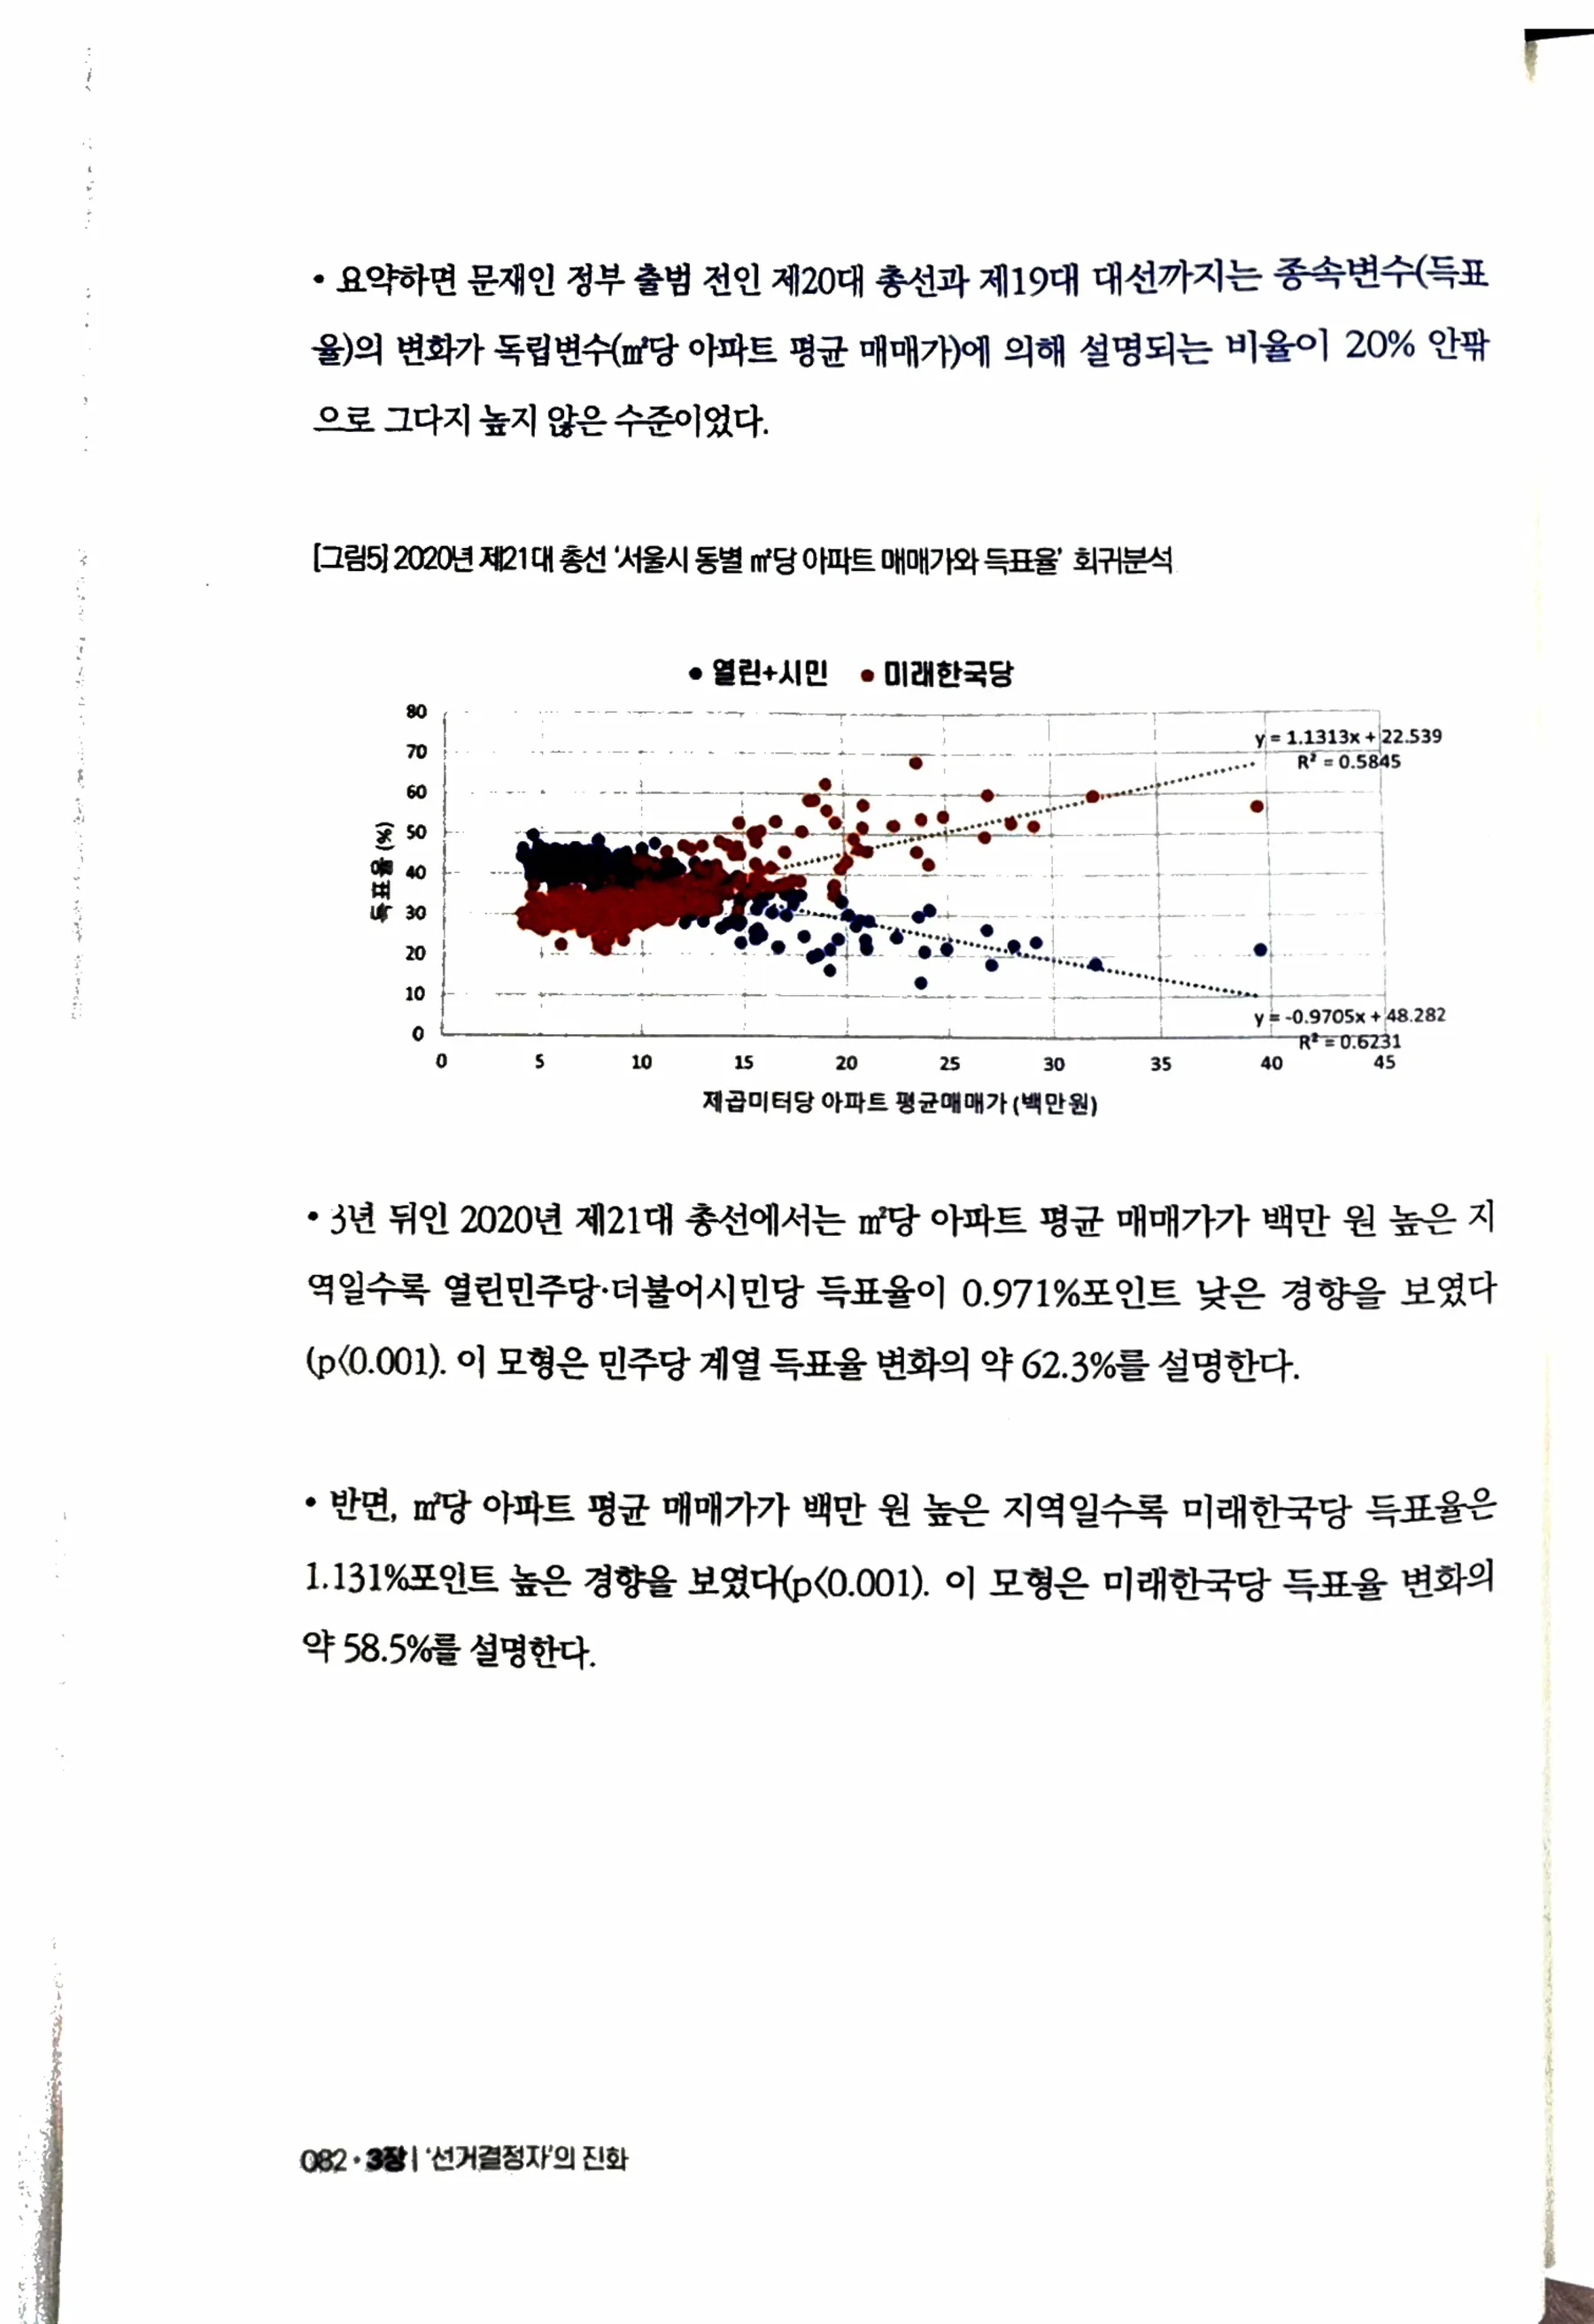 • 요약하면 문재인 정부 출범 전인 제20대 총선과 제19대 대선까지는 종속변수(득표
율)의 변화가 독립변수(㎡당 아파트 평균 매매가)에 의해 설명되는 비율이 20% 안팎
으로 그다지 높지 않은 수준이었다.
[그림5] 2020년 제21대 총선 '서울시 동별 ㎡당 아파트 매매가와 득표율' 회귀분석
● 열린+시민 ● 미래한국당
득표율 (%)
80
70
60
50
40
30
20
10
0
y = 1.1313x + 22.539
R² = 0.5845
y = -0.9705x + 48.282
R² = 0.6231
0 5 10 15 20 25 30 35 40 45
제곱미터당 아파트 평균매매가 (백만원)
• 3년 뒤인 2020년 제21대 총선에서는 ㎡당 아파트 평균 매매가가 백만 원 높은 지
역일수록 열린민주당·더불어시민당 득표율이 0.971%포인트 낮은 경향을 보였다
(p<0.001). 이 모형은 민주당 계열 득표율 변화의 약 62.3%를 설명한다.
• 반면, ㎡당 아파트 평균 매매가가 백만 원 높은 지역일수록 미래한국당 득표율은
1.131%포인트 높은 경향을 보였다(p<0.001). 이 모형은 미래한국당 득표율 변화의
약 58.5%를 설명한다.
082 • 3장 | '선거결정자'의 진화